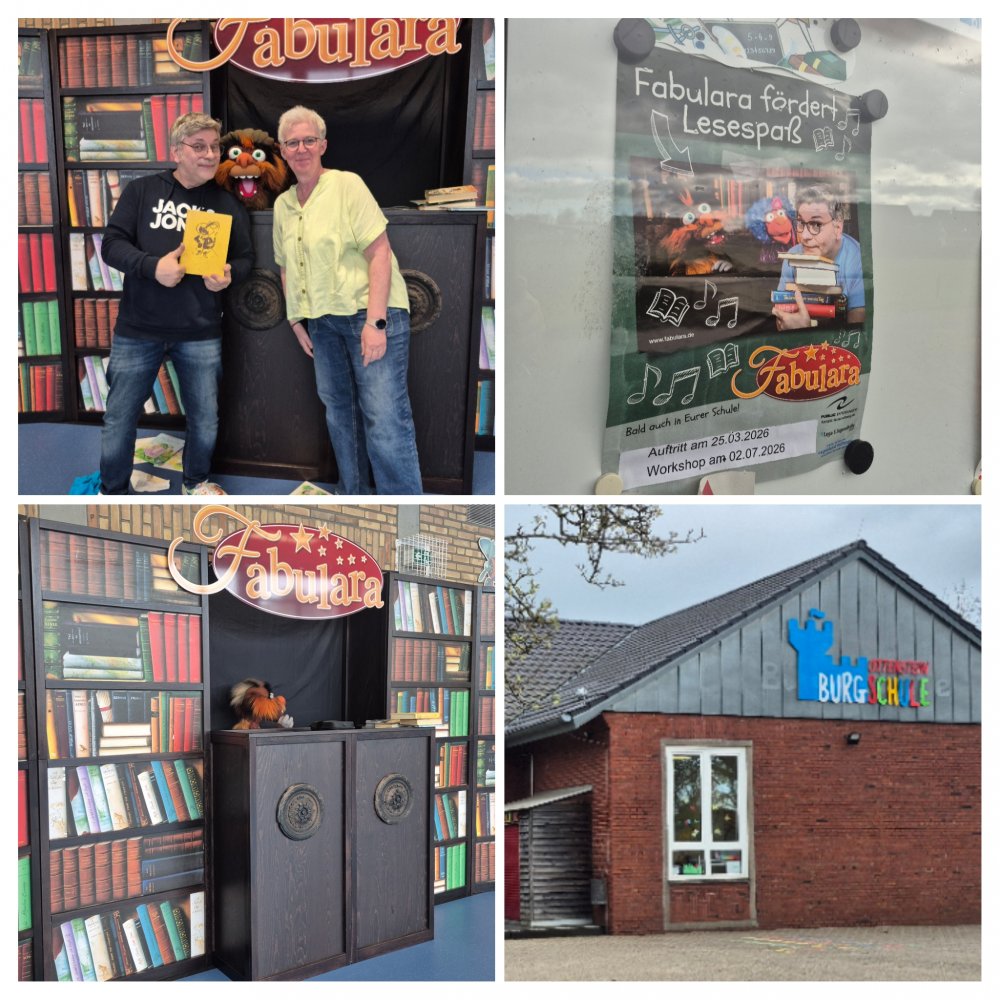 Fabulara
JACK &
JONES
Fabulara fördert
Lesespaß
www.fabulara.de
Fabulara
Bald auch in Eurer Schule!
Auftritt am 25.03.2026
Workshop am 02.07.2026
Fabulara
BURGSCHULE